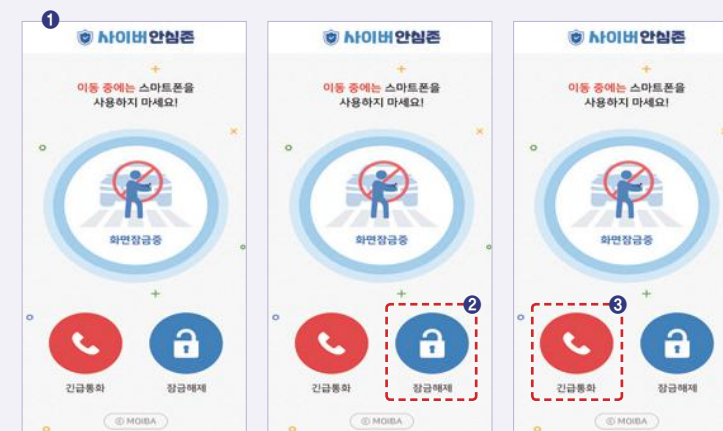 ❶
사이버안심존
이동 중에는 스마트폰을
사용하지 마세요!
화면잠금중
긴급통화
잠금해제
ⓒ MOIBA
사이버안심존
이동 중에는 스마트폰을
사용하지 마세요!
화면잠금중
❷
긴급통화
잠금해제
ⓒ MOIBA
사이버안심존
이동 중에는 스마트폰을
사용하지 마세요!
화면잠금중
❸
긴급통화
잠금해제
ⓒ MOIBA